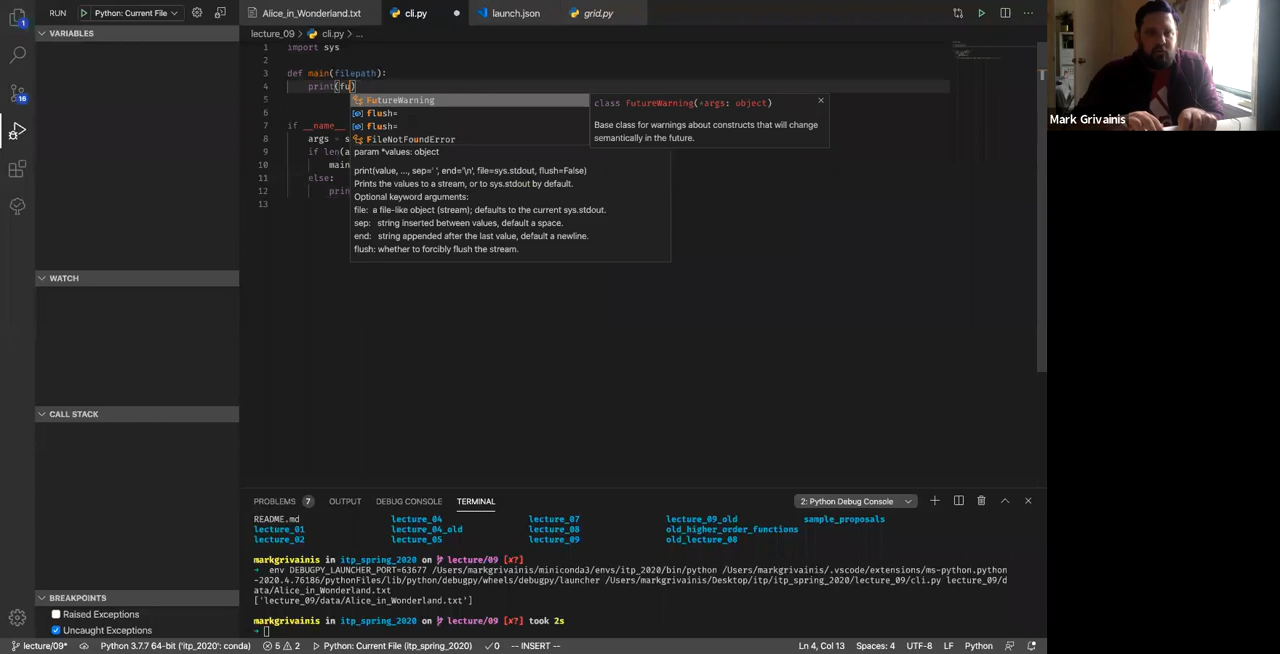 RUN Python: Current File
Alice_in_Wonderland.txt cli.py launch.json grid.py
VARIABLES
lecture_09 > cli.py > ...
1 import sys
2
3 def main(filepath):
4 print(fu)
5
7 if __name__
8 args = s
9 if len(a
10 main
11 else:
12 prin
13
FutureWarning
flush=
flush=
FileNotFoundError
class FutureWarning(*args: object)
Base class for warnings about constructs that will change
semantically in the future.
param *values: object
print(value, ..., sep=' ', end='\n', file=sys.stdout, flush=False)
Prints the values to a stream, or to sys.stdout by default.
Optional keyword arguments:
file: a file-like object (stream); defaults to the current sys.stdout.
sep: string inserted between values, default a space.
end: string appended after the last value, default a newline.
flush: whether to forcibly flush the stream.
Mark Grivainis
1
16
WATCH
CALL STACK
BREAKPOINTS
Raised Exceptions
Uncaught Exceptions
PROBLEMS 7 OUTPUT DEBUG CONSOLE TERMINAL 2: Python Debug Console
README.md lecture_04 lecture_07 lecture_09_old sample_proposals
lecture_01 lecture_04_old lecture_08 old_higher_order_functions
lecture_02 lecture_05 lecture_09 old_lecture_08
markgrivainis in itp_spring_2020 on lecture/09 [✘?]
→ env DEBUGPY_LAUNCHER_PORT=63677 /Users/markgrivainis/miniconda3/envs/itp_2020/bin/python /Users/markgrivainis/.vscode/extensions/ms-python.python
-2020.4.76186/pythonFiles/lib/python/debugpy/wheels/debugpy/launcher /Users/markgrivainis/Desktop/itp/itp_spring_2020/lecture_09/cli.py lecture_09/d
ata/Alice_in_Wonderland.txt
['lecture_09/data/Alice_in_Wonderland.txt']
markgrivainis in itp_spring_2020 on lecture/09 [✘?] took 2s
→
lecture/09* Python 3.7.7 64-bit ('itp_2020': conda) 5 2 Python: Current File (itp_spring_2020) 0 -- INSERT -- Ln 4, Col 13 Spaces: 4 UTF-8 LF Python